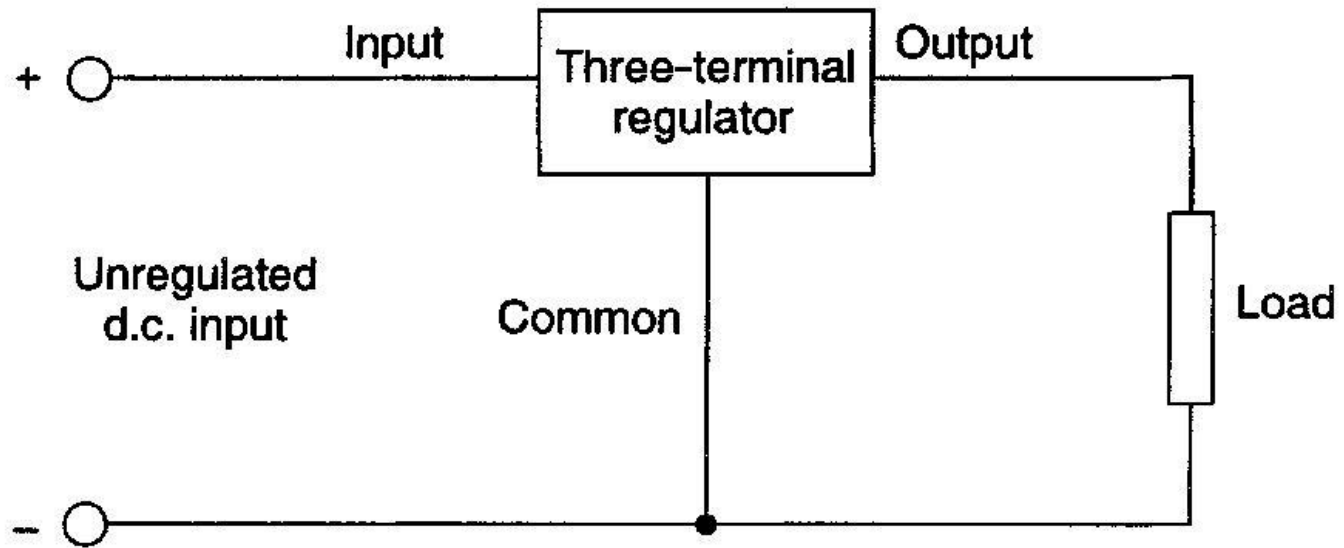 Input
Output
+
Three-terminal
regulator
Unregulated
d.c. input
Common
Load
−